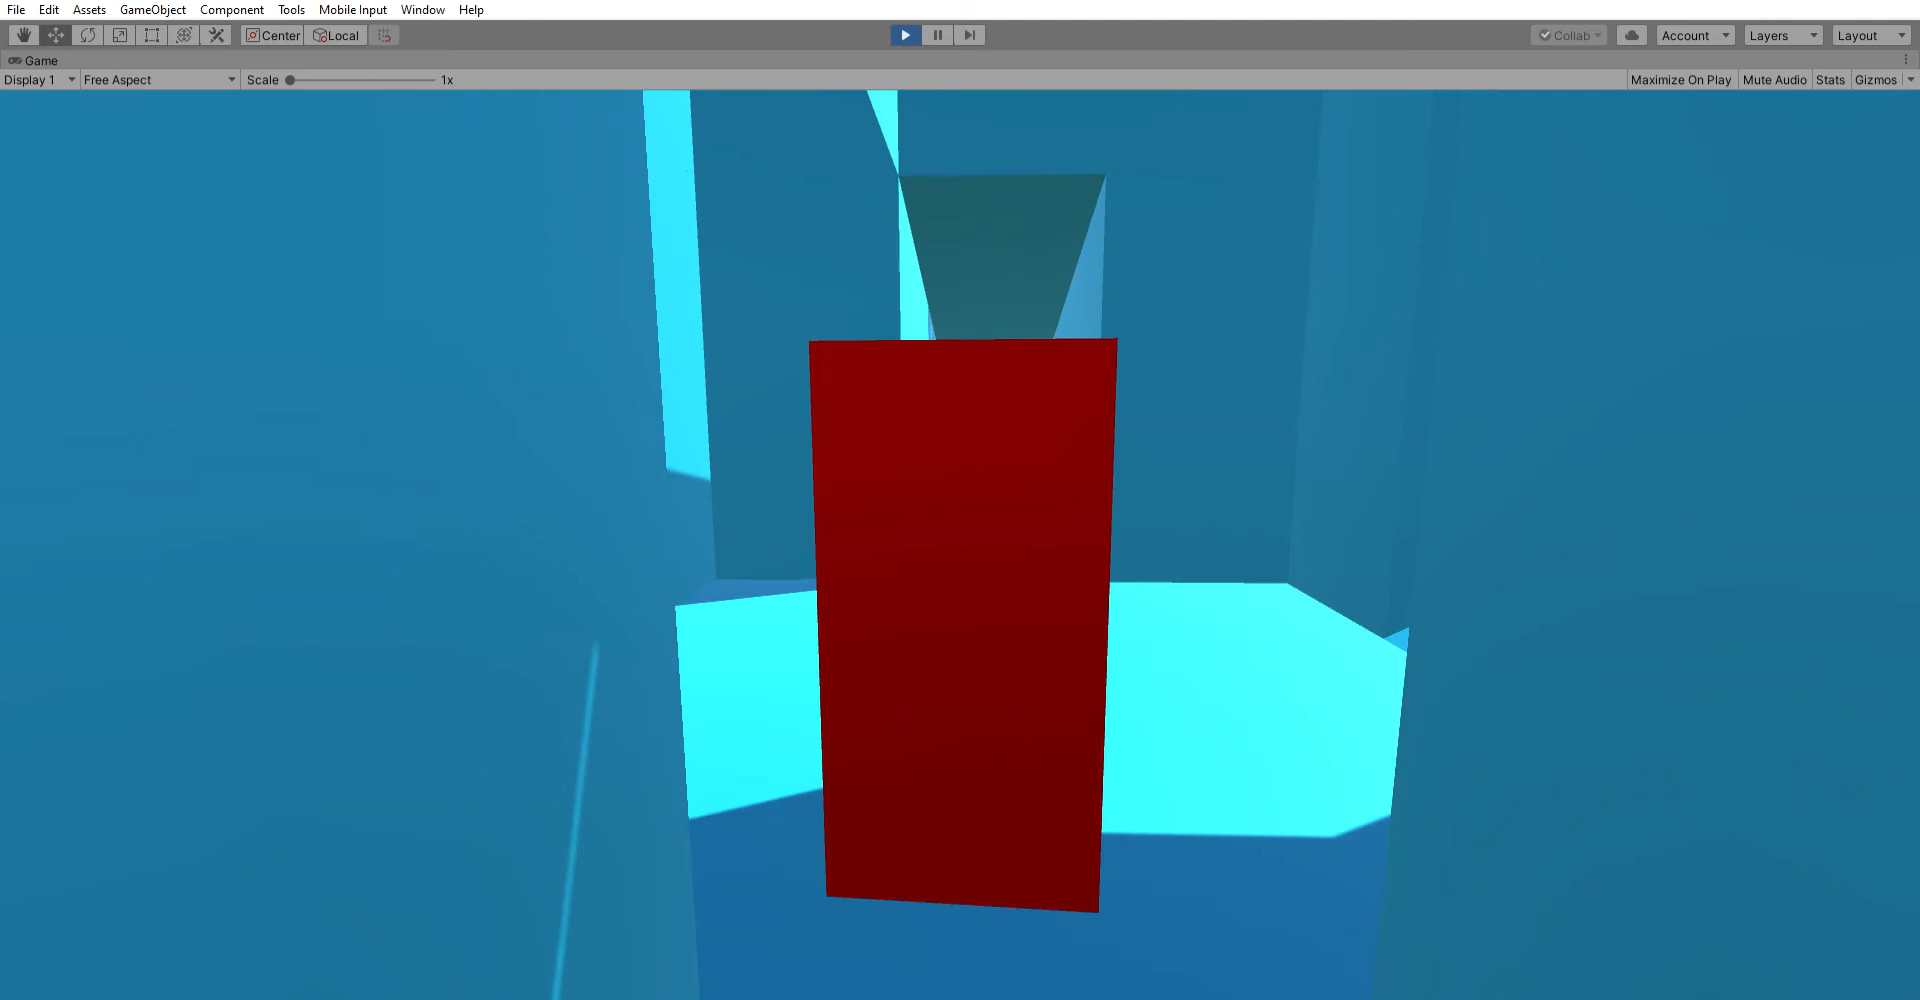 File Edit Assets GameObject Component Tools Mobile Input Window Help
Center Local Collab Account Layers Layout
Game
Display 1 Free Aspect Scale 1x Maximize On Play Mute Audio Stats Gizmos